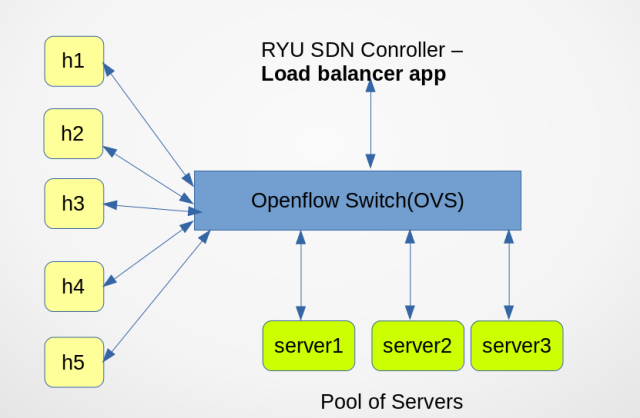 h1
h2
h3
h4
h5
RYU SDN Conroller –
Load balancer app
Openflow Switch(OVS)
server1
server2
server3
Pool of Servers